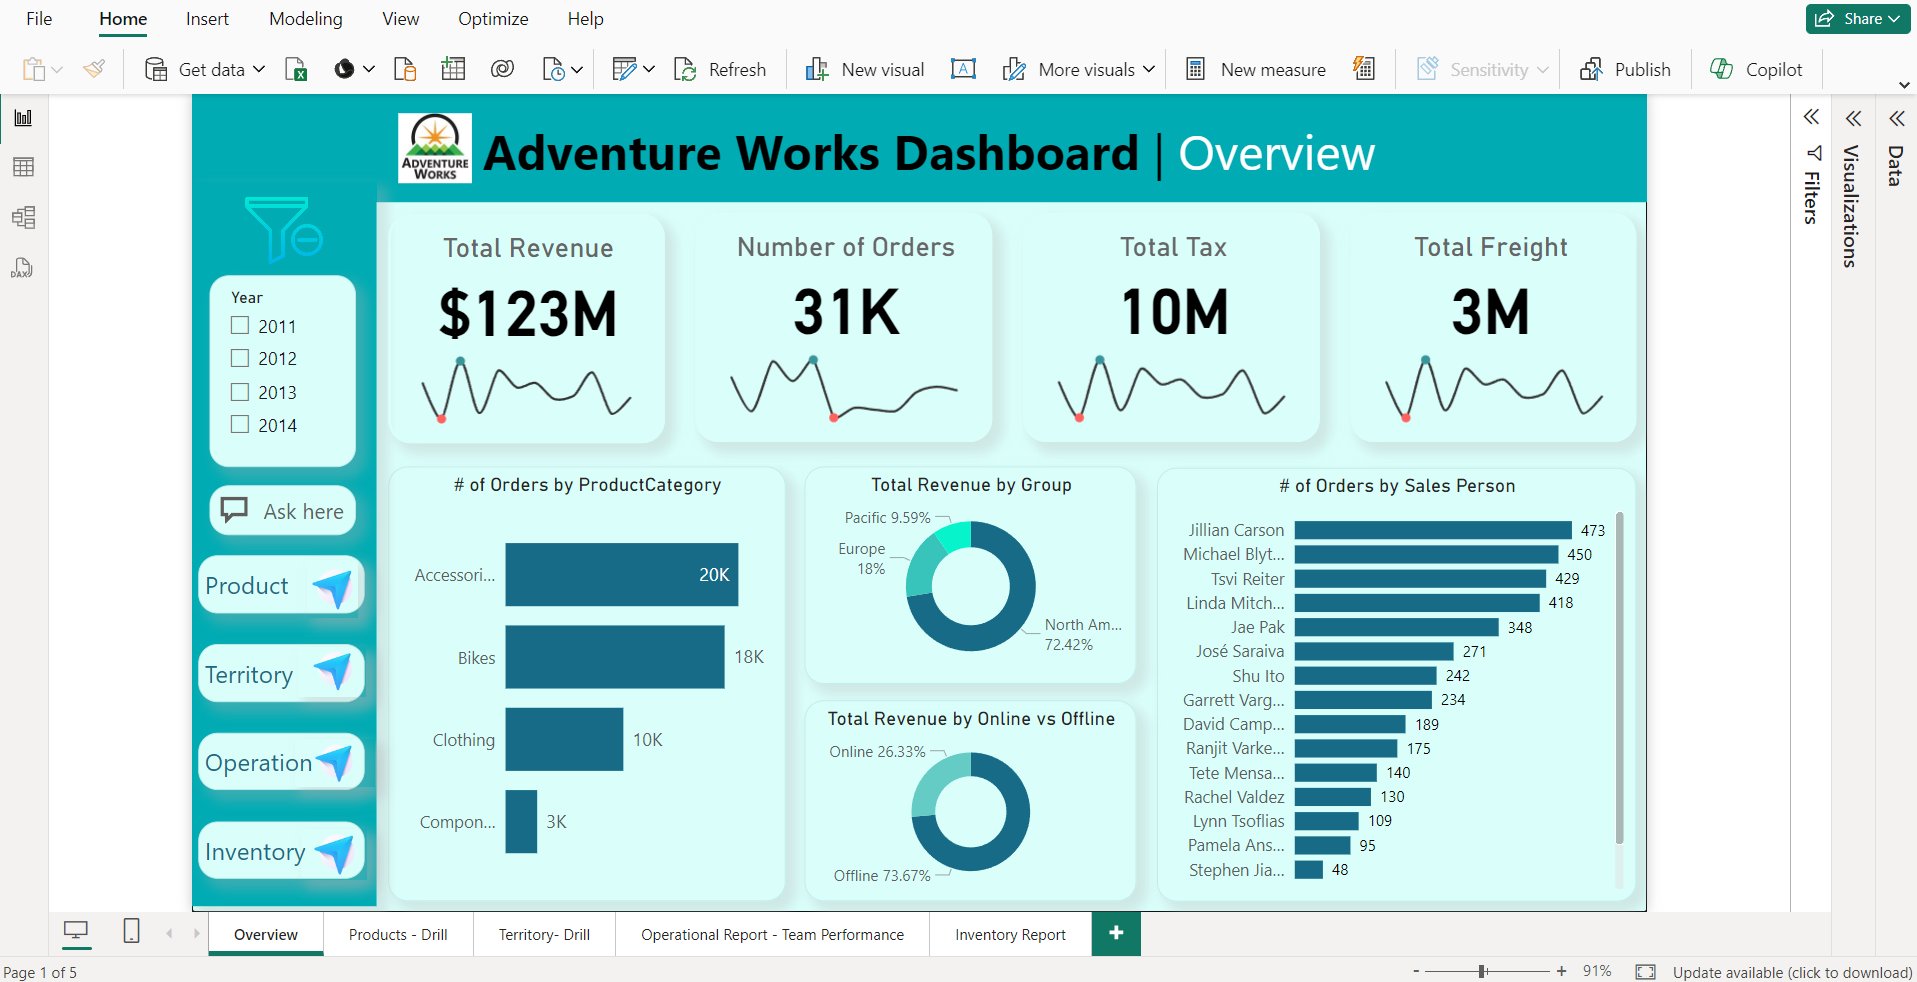 File Home Insert Modeling View Optimize Help Share
Get data Refresh New visual A More visuals New measure Sensitivity Publish Copilot
DAX
ADVENTURE
WORKS
Adventure Works Dashboard | Overview
Year
2011
2012
2013
2014
Ask here
Product
Territory
Operation
Inventory
Total Revenue
$123M
Number of Orders
31K
Total Tax
10M
Total Freight
3M
# of Orders by ProductCategory
Accessori... 20K
Bikes 18K
Clothing 10K
Compon... 3K
Total Revenue by Group
Pacific 9.59%
Europe
18%
North Am...
72.42%
Total Revenue by Online vs Offline
Online 26.33%
Offline 73.67%
# of Orders by Sales Person
Jillian Carson 473
Michael Blyt... 450
Tsvi Reiter 429
Linda Mitch... 418
Jae Pak 348
José Saraiva 271
Shu Ito 242
Garrett Varg... 234
David Camp... 189
Ranjit Varke... 175
Tete Mensa... 140
Rachel Valdez 130
Lynn Tsoflias 109
Pamela Ans... 95
Stephen Jia... 48
Filters
Visualizations
Data
Overview Products - Drill Territory- Drill Operational Report - Team Performance Inventory Report +
Page 1 of 5 - + 91% Update available (click to download)